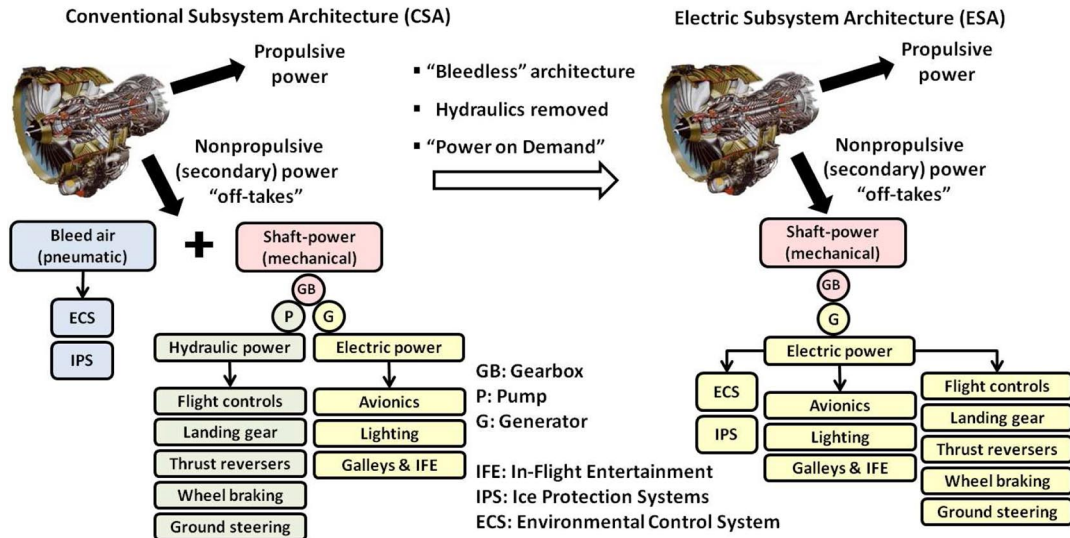 Conventional Subsystem Architecture (CSA)
Propulsive
power
Nonpropulsive
(secondary) power
“off-takes”
Bleed air
(pneumatic)
+
Shaft-power
(mechanical)
ECS
IPS
GB
P
G
Hydraulic power
Electric power
Flight controls
Landing gear
Thrust reversers
Wheel braking
Ground steering
Avionics
Lighting
Galleys & IFE
▪ “Bleedless” architecture
▪ Hydraulics removed
▪ “Power on Demand”
GB: Gearbox
P: Pump
G: Generator
IFE: In-Flight Entertainment
IPS: Ice Protection Systems
ECS: Environmental Control System
Electric Subsystem Architecture (ESA)
Propulsive
power
Nonpropulsive
(secondary) power
“off-takes”
Shaft-power
(mechanical)
GB
G
Electric power
ECS
IPS
Avionics
Lighting
Galleys & IFE
Flight controls
Landing gear
Thrust reversers
Wheel braking
Ground steering